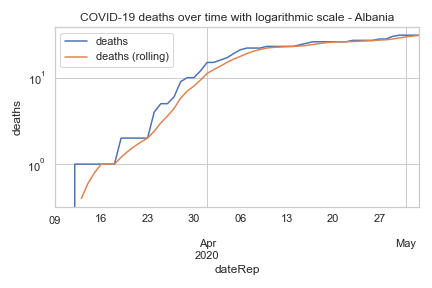 COVID-19 deaths over time with logarithmic scale - Albania
deaths
deaths (rolling)
deaths
10¹
10⁰
09 16 23 30 06 13 20 27
Apr May
2020
dateRep